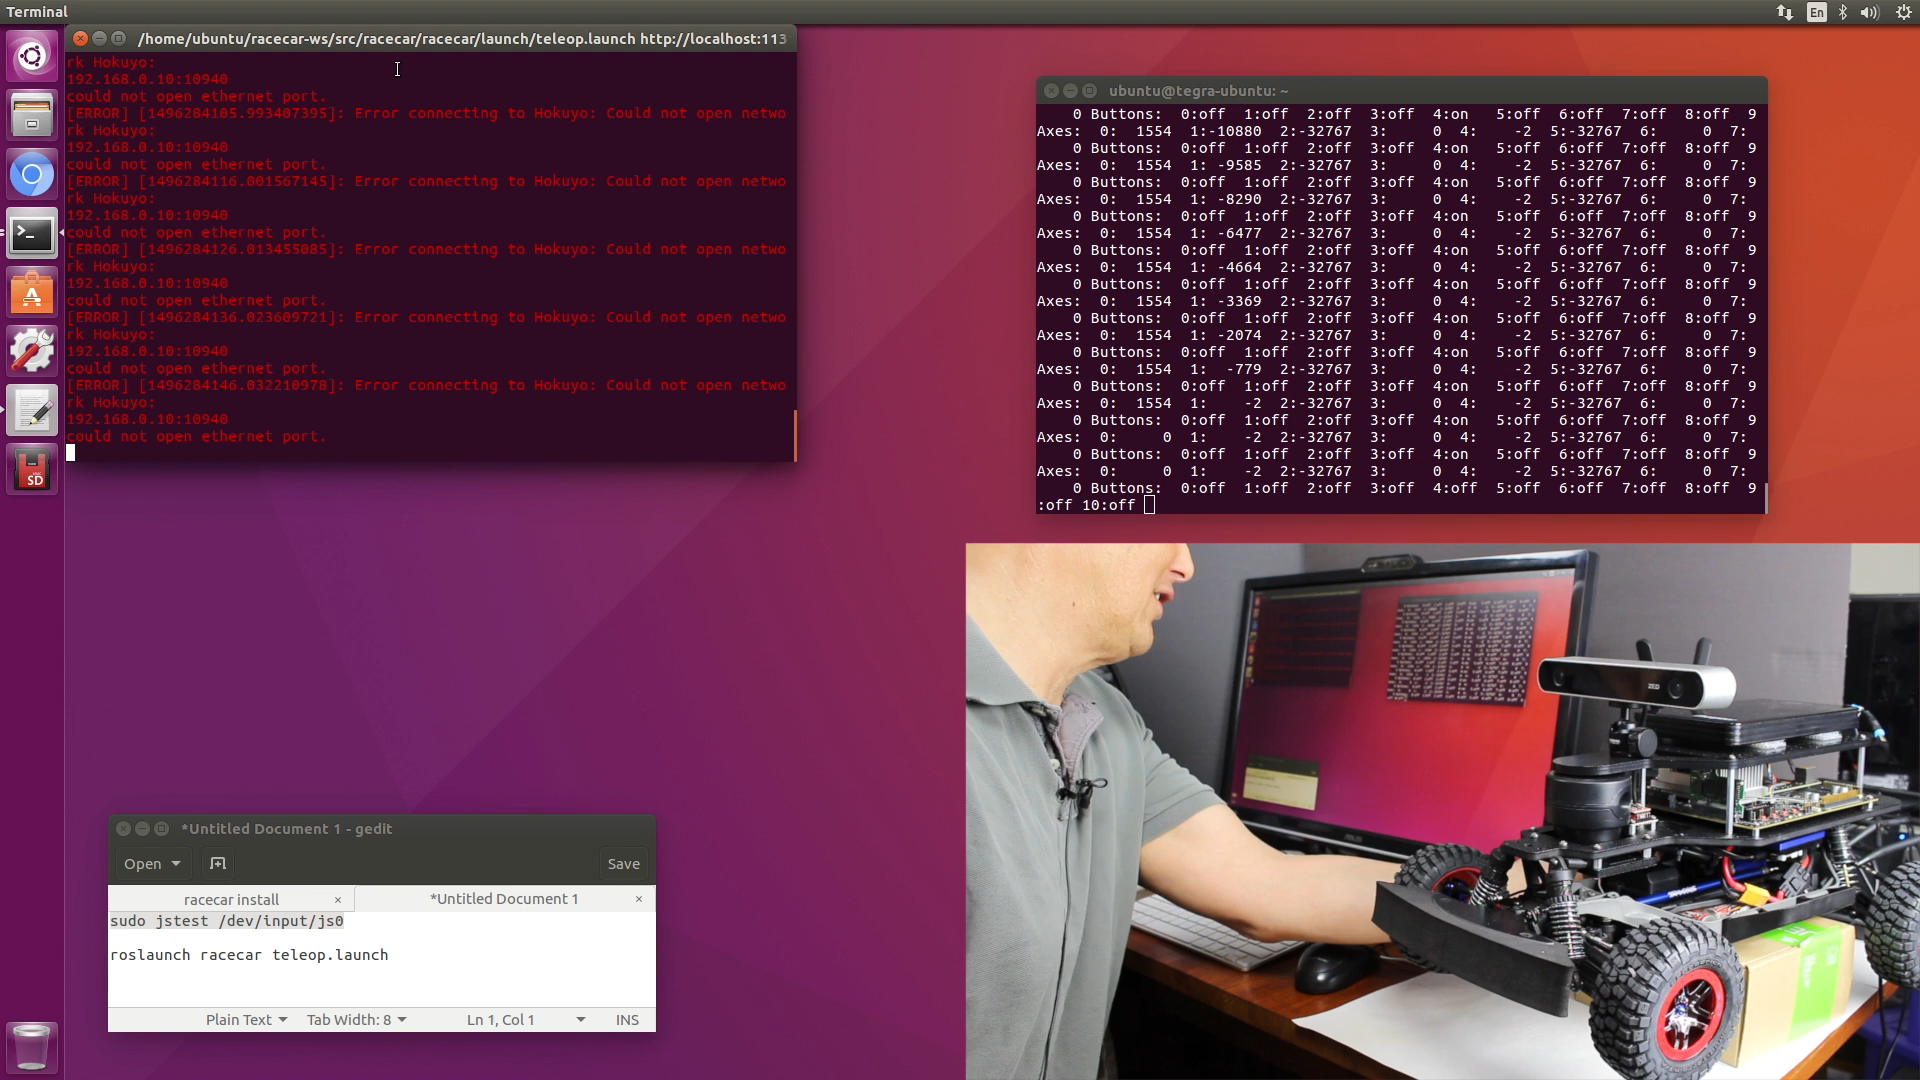 Terminal
En
/home/ubuntu/racecar-ws/src/racecar/racecar/launch/teleop.launch http://localhost:113
rk Hokuyo:
192.168.0.10:10940
could not open ethernet port.
[ERROR] [1496284105.993407395]: Error connecting to Hokuyo: Could not open netwo
rk Hokuyo:
192.168.0.10:10940
could not open ethernet port.
[ERROR] [1496284116.001567145]: Error connecting to Hokuyo: Could not open netwo
rk Hokuyo:
192.168.0.10:10940
could not open ethernet port.
[ERROR] [1496284126.013455085]: Error connecting to Hokuyo: Could not open netwo
rk Hokuyo:
192.168.0.10:10940
could not open ethernet port.
[ERROR] [1496284136.023609721]: Error connecting to Hokuyo: Could not open netwo
rk Hokuyo:
192.168.0.10:10940
could not open ethernet port.
[ERROR] [1496284146.032210978]: Error connecting to Hokuyo: Could not open netwo
rk Hokuyo:
192.168.0.10:10940
could not open ethernet port.
ubuntu@tegra-ubuntu: ~
0 Buttons: 0:off 1:off 2:off 3:off 4:on 5:off 6:off 7:off 8:off 9
Axes: 0: 1554 1:-10880 2:-32767 3: 0 4: -2 5:-32767 6: 0 7:
0 Buttons: 0:off 1:off 2:off 3:off 4:on 5:off 6:off 7:off 8:off 9
Axes: 0: 1554 1: -9585 2:-32767 3: 0 4: -2 5:-32767 6: 0 7:
0 Buttons: 0:off 1:off 2:off 3:off 4:on 5:off 6:off 7:off 8:off 9
Axes: 0: 1554 1: -8290 2:-32767 3: 0 4: -2 5:-32767 6: 0 7:
0 Buttons: 0:off 1:off 2:off 3:off 4:on 5:off 6:off 7:off 8:off 9
Axes: 0: 1554 1: -6477 2:-32767 3: 0 4: -2 5:-32767 6: 0 7:
0 Buttons: 0:off 1:off 2:off 3:off 4:on 5:off 6:off 7:off 8:off 9
Axes: 0: 1554 1: -4664 2:-32767 3: 0 4: -2 5:-32767 6: 0 7:
0 Buttons: 0:off 1:off 2:off 3:off 4:on 5:off 6:off 7:off 8:off 9
Axes: 0: 1554 1: -3369 2:-32767 3: 0 4: -2 5:-32767 6: 0 7:
0 Buttons: 0:off 1:off 2:off 3:off 4:on 5:off 6:off 7:off 8:off 9
Axes: 0: 1554 1: -2074 2:-32767 3: 0 4: -2 5:-32767 6: 0 7:
0 Buttons: 0:off 1:off 2:off 3:off 4:on 5:off 6:off 7:off 8:off 9
Axes: 0: 1554 1: -779 2:-32767 3: 0 4: -2 5:-32767 6: 0 7:
0 Buttons: 0:off 1:off 2:off 3:off 4:on 5:off 6:off 7:off 8:off 9
Axes: 0: 1554 1: -2 2:-32767 3: 0 4: -2 5:-32767 6: 0 7:
0 Buttons: 0:off 1:off 2:off 3:off 4:on 5:off 6:off 7:off 8:off 9
Axes: 0: 0 1: -2 2:-32767 3: 0 4: -2 5:-32767 6: 0 7:
0 Buttons: 0:off 1:off 2:off 3:off 4:on 5:off 6:off 7:off 8:off 9
Axes: 0: 0 1: -2 2:-32767 3: 0 4: -2 5:-32767 6: 0 7:
0 Buttons: 0:off 1:off 2:off 3:off 4:off 5:off 6:off 7:off 8:off 9
:off 10:off
SD
*Untitled Document 1 - gedit
Open
Save
racecar install
*Untitled Document 1
sudo jstest /dev/input/js0
roslaunch racecar teleop.launch
Plain Text
Tab Width: 8
Ln 1, Col 1
INS
ZED